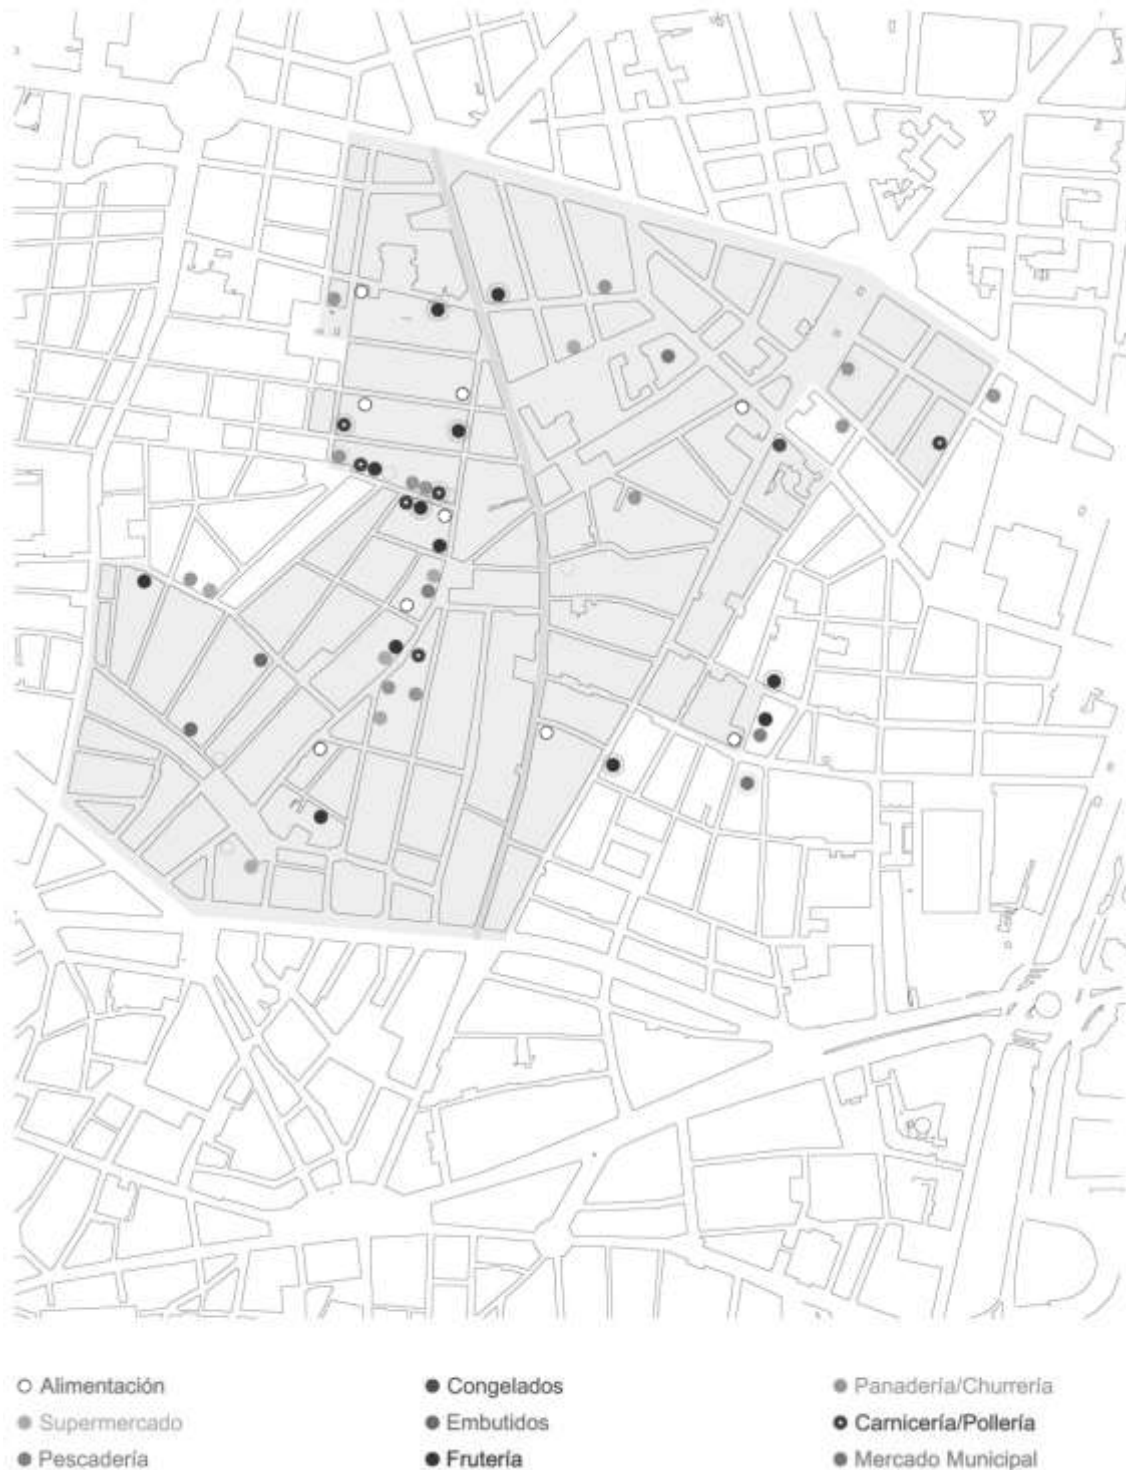 Alimentación
Supermercado
Pescadería
Congelados
Embutidos
Frutería
Panadería/Churrería
Carnicería/Pollería
Mercado Municipal